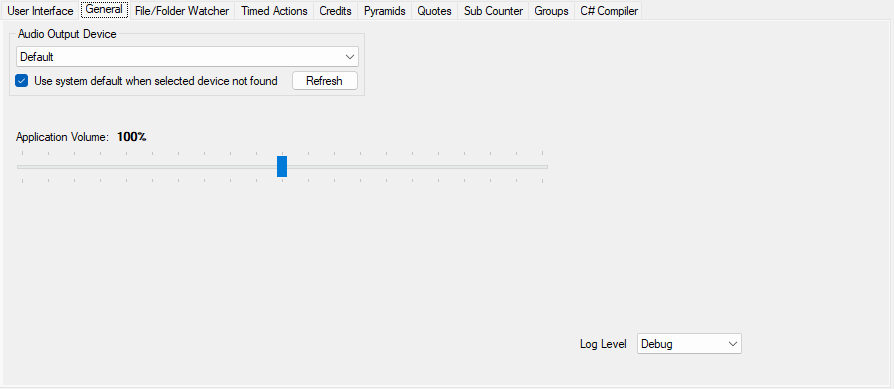 User Interface General File/Folder Watcher Timed Actions Credits Pyramids Quotes Sub Counter Groups C# Compiler
Audio Output Device
Default
Use system default when selected device not found Refresh
Application Volume: 100%
Log Level Debug